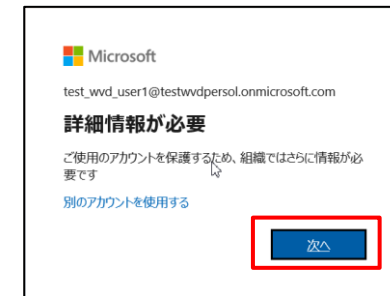 Microsoft
test_wvd_user1@testwvdpersol.onmicrosoft.com
詳細情報が必要
ご使用のアカウントを保護するため、組織ではさらに情報が必
要です
別のアカウントを使用する
次へ